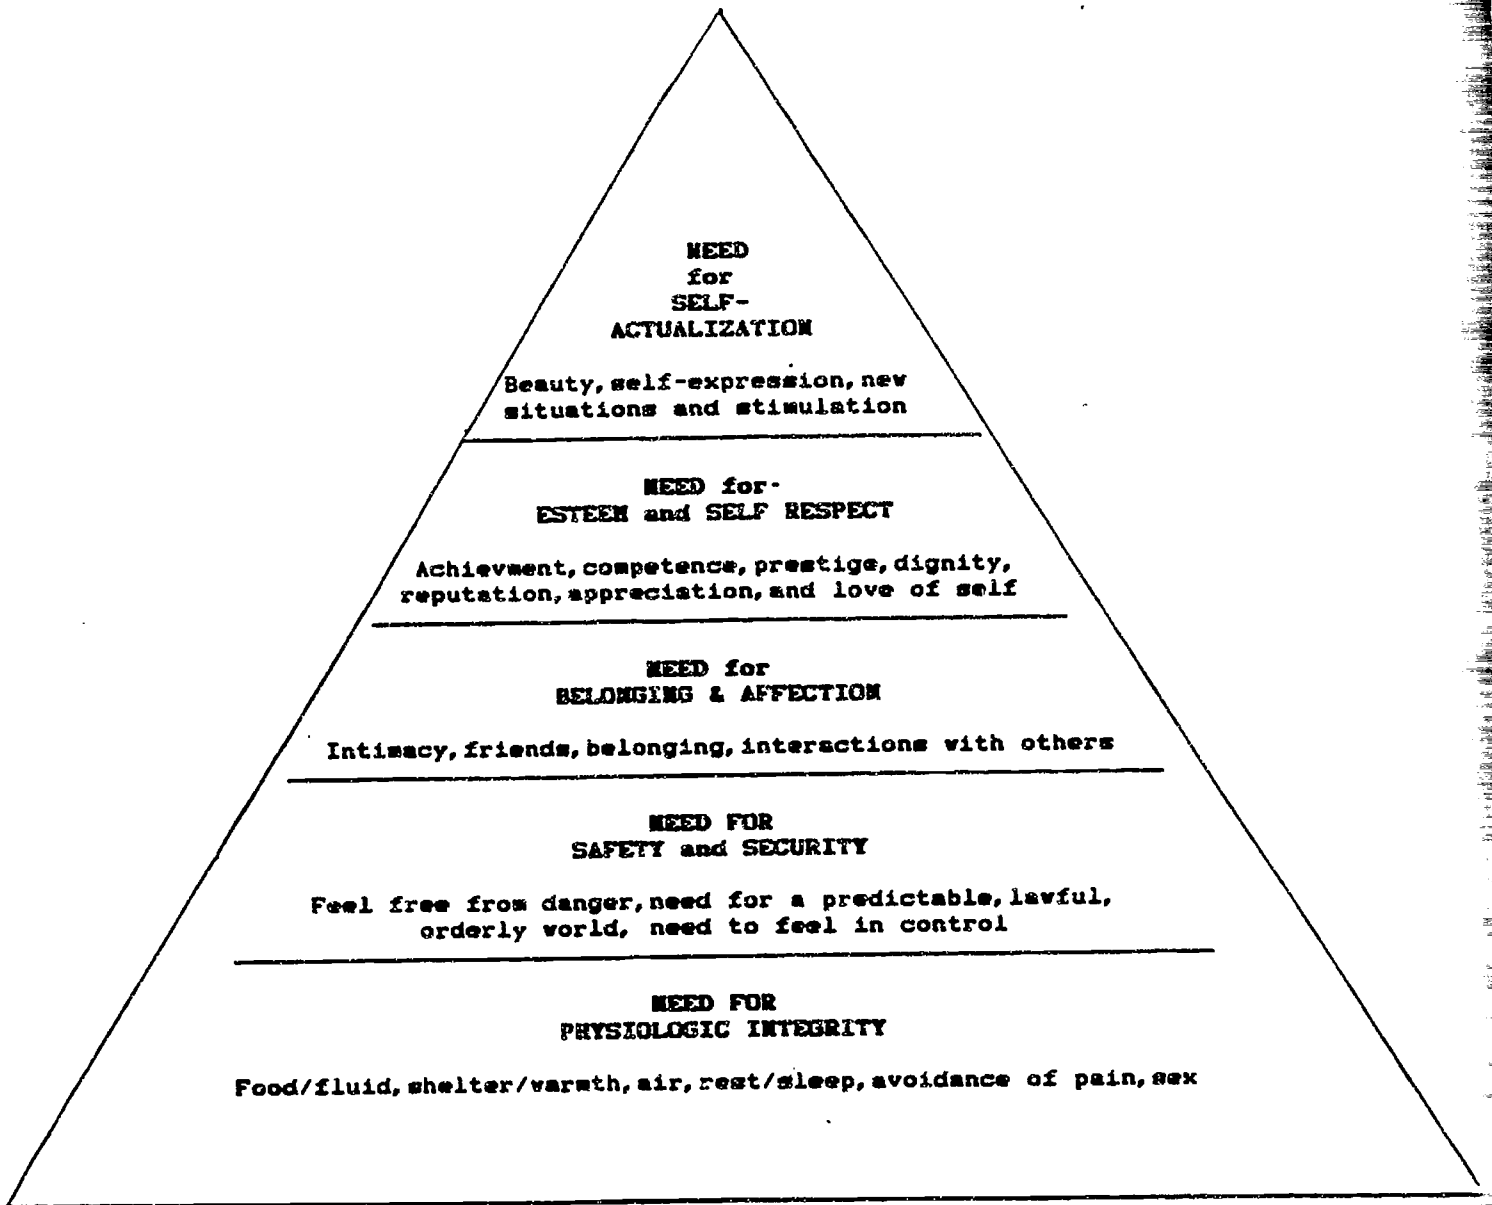 NEED
for
SELF-
ACTUALIZATION
Beauty, self-expression, new
situations and stimulation
NEED for-
ESTEEM and SELF RESPECT
Achievment, competence, prestige, dignity,
reputation, appreciation, and love of self
NEED for
BELONGING & AFFECTION
Intimacy, friends, belonging, interactions with others
NEED FOR
SAFETY and SECURITY
Feel free from danger, need for a predictable, lawful,
orderly world, need to feel in control
NEED FOR
PHYSIOLOGIC INTEGRITY
Food/fluid, shelter/warmth, air, rest/sleep, avoidance of pain, sex